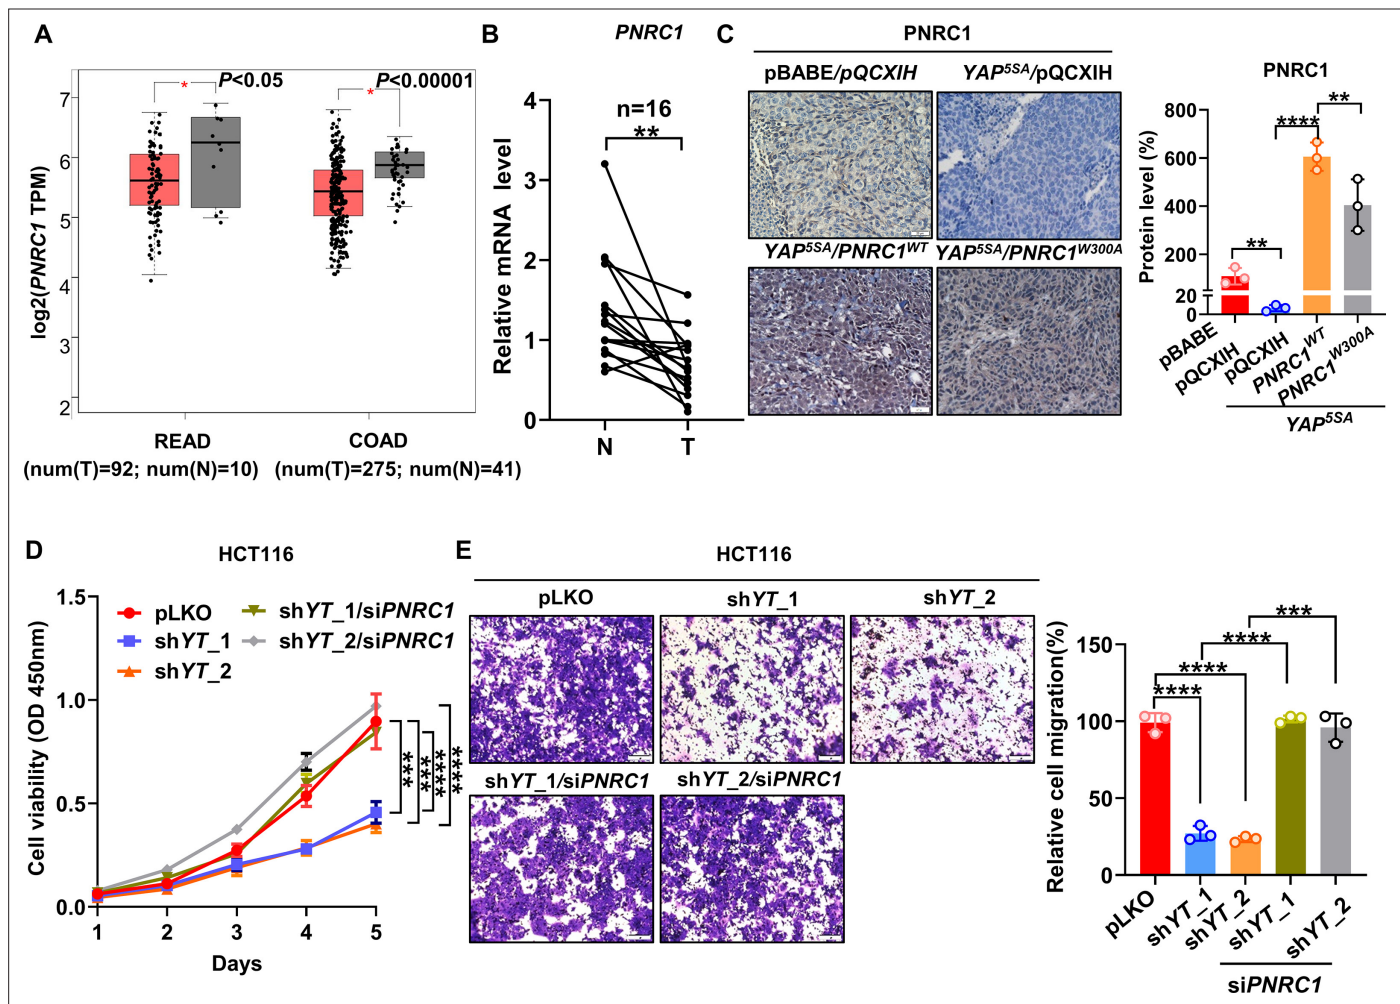 A
P<0.05
P<0.00001
*
*
log2(PNRC1 TPM)
7
6
5
4
3
2
READ
COAD
(num(T)=92; num(N)=10)
(num(T)=275; num(N)=41)
B
PNRC1
n=16
**
Relative mRNA level
4
3
2
1
0
N
T
C
PNRC1
pBABE/pQCXIH
YAP5SA/pQCXIH
YAP5SA/PNRC1WT
YAP5SA/PNRC1W300A
PNRC1
Protein level (%)
800
600
400
200
20
0
**
****
**
pBABE
pQCXIH
pQCXIH
PNRC1WT
PNRC1W300A
YAP5SA
D
HCT116
pLKO
shYT_1
shYT_2
shYT_1/siPNRC1
shYT_2/siPNRC1
Cell viability (OD 450nm)
1.5
1.0
0.5
0.0
1
2
3
4
5
Days
***
***
****
****
E
HCT116
pLKO
shYT_1
shYT_2
shYT_1/siPNRC1
shYT_2/siPNRC1
Relative cell migration(%)
150
100
50
0
****
****
****
***
pLKO
shYT_1
shYT_2
shYT_1
shYT_2
siPNRC1